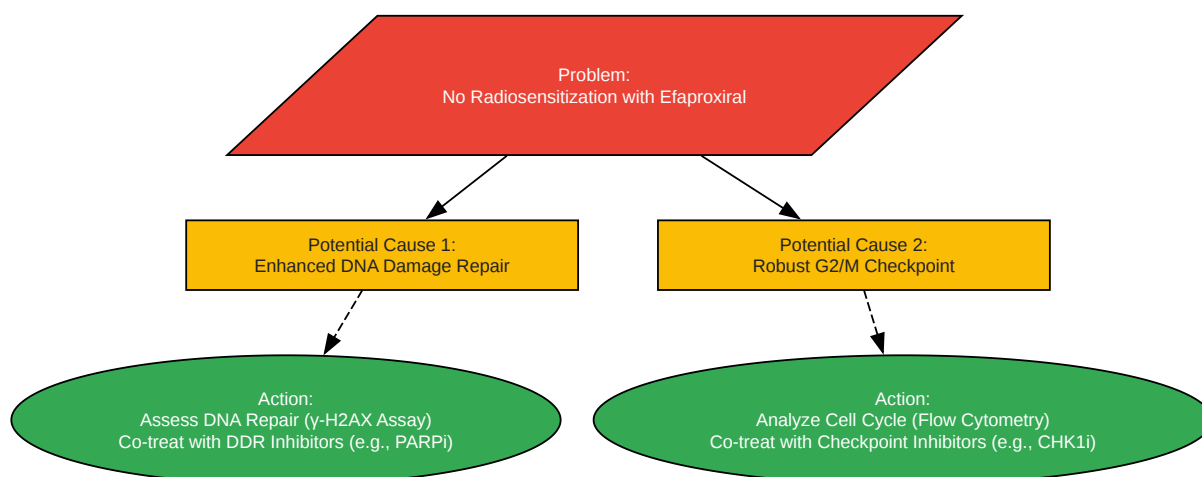 Problem:
No Radiosensitization with Efaproxiral
Potential Cause 1:
Enhanced DNA Damage Repair
Potential Cause 2:
Robust G2/M Checkpoint
Action:
Assess DNA Repair (γ-H2AX Assay)
Co-treat with DDR Inhibitors (e.g., PARPi)
Action:
Analyze Cell Cycle (Flow Cytometry)
Co-treat with Checkpoint Inhibitors (e.g., CHK1i)